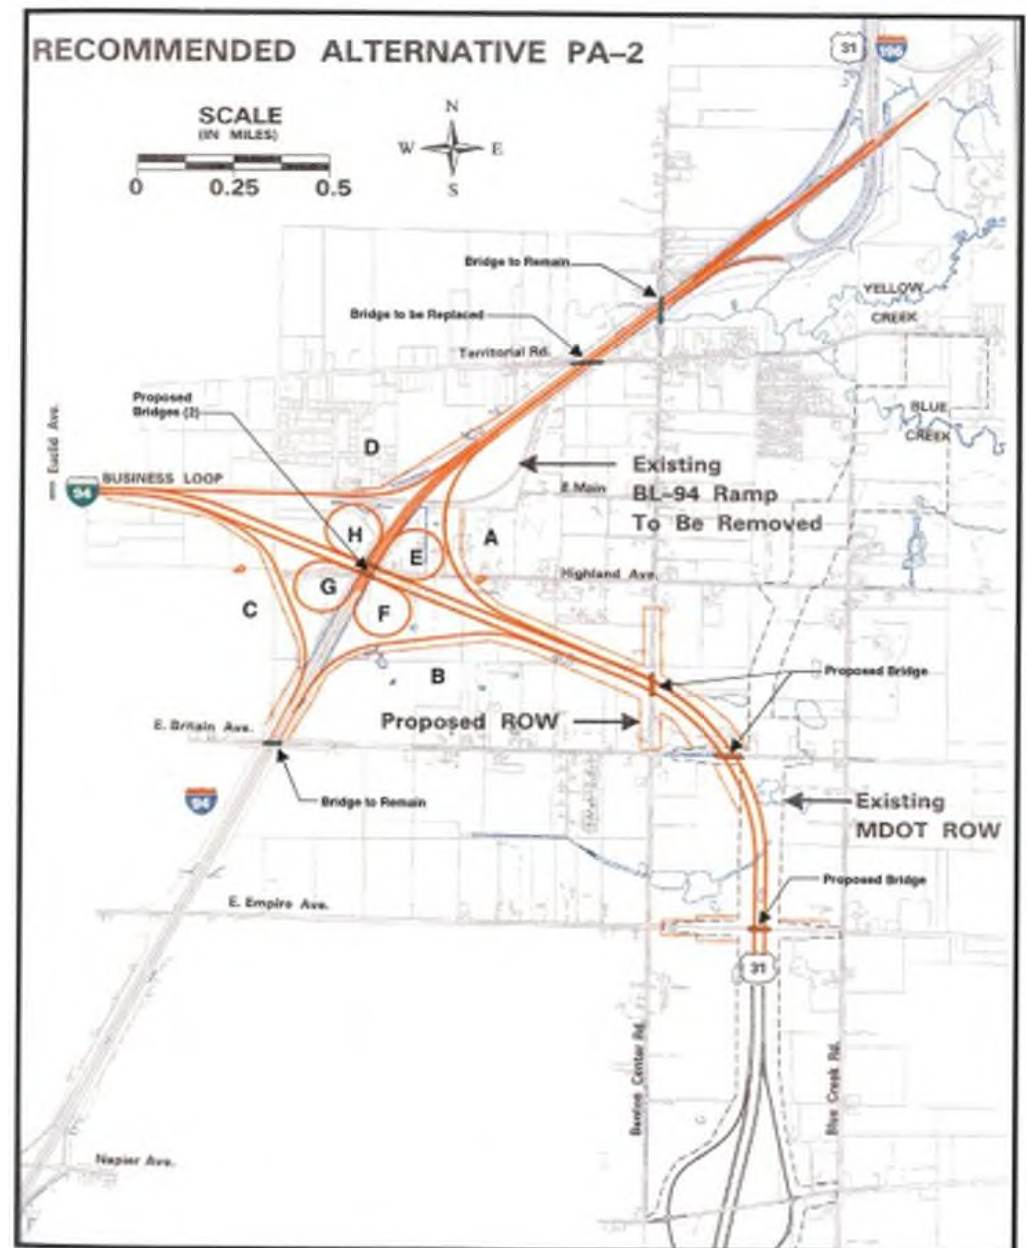 RECOMMENDED ALTERNATIVE PA-2
31
196
SCALE
(IN MILES)
0 0.25 0.5
N
W E
S
Bridge to Remain
YELLOW
CREEK
Bridge to be Replaced
Territorial Rd.
Proposed
Bridges (2)
BLUE
CREEK
Euclid Ave.
D
Existing
BL-94 Ramp
To Be Removed
E.Main
94
BUSINESS LOOP
H
E
A
Highland Ave.
G
F
C
B
Proposed Bridge
Proposed ROW
E. Britain Ave.
94
Bridge to Remain
Existing
MDOT ROW
Proposed Bridge
E. Empire Ave.
31
Benton Center Rd.
Blue Creek Rd.
Napier Ave.